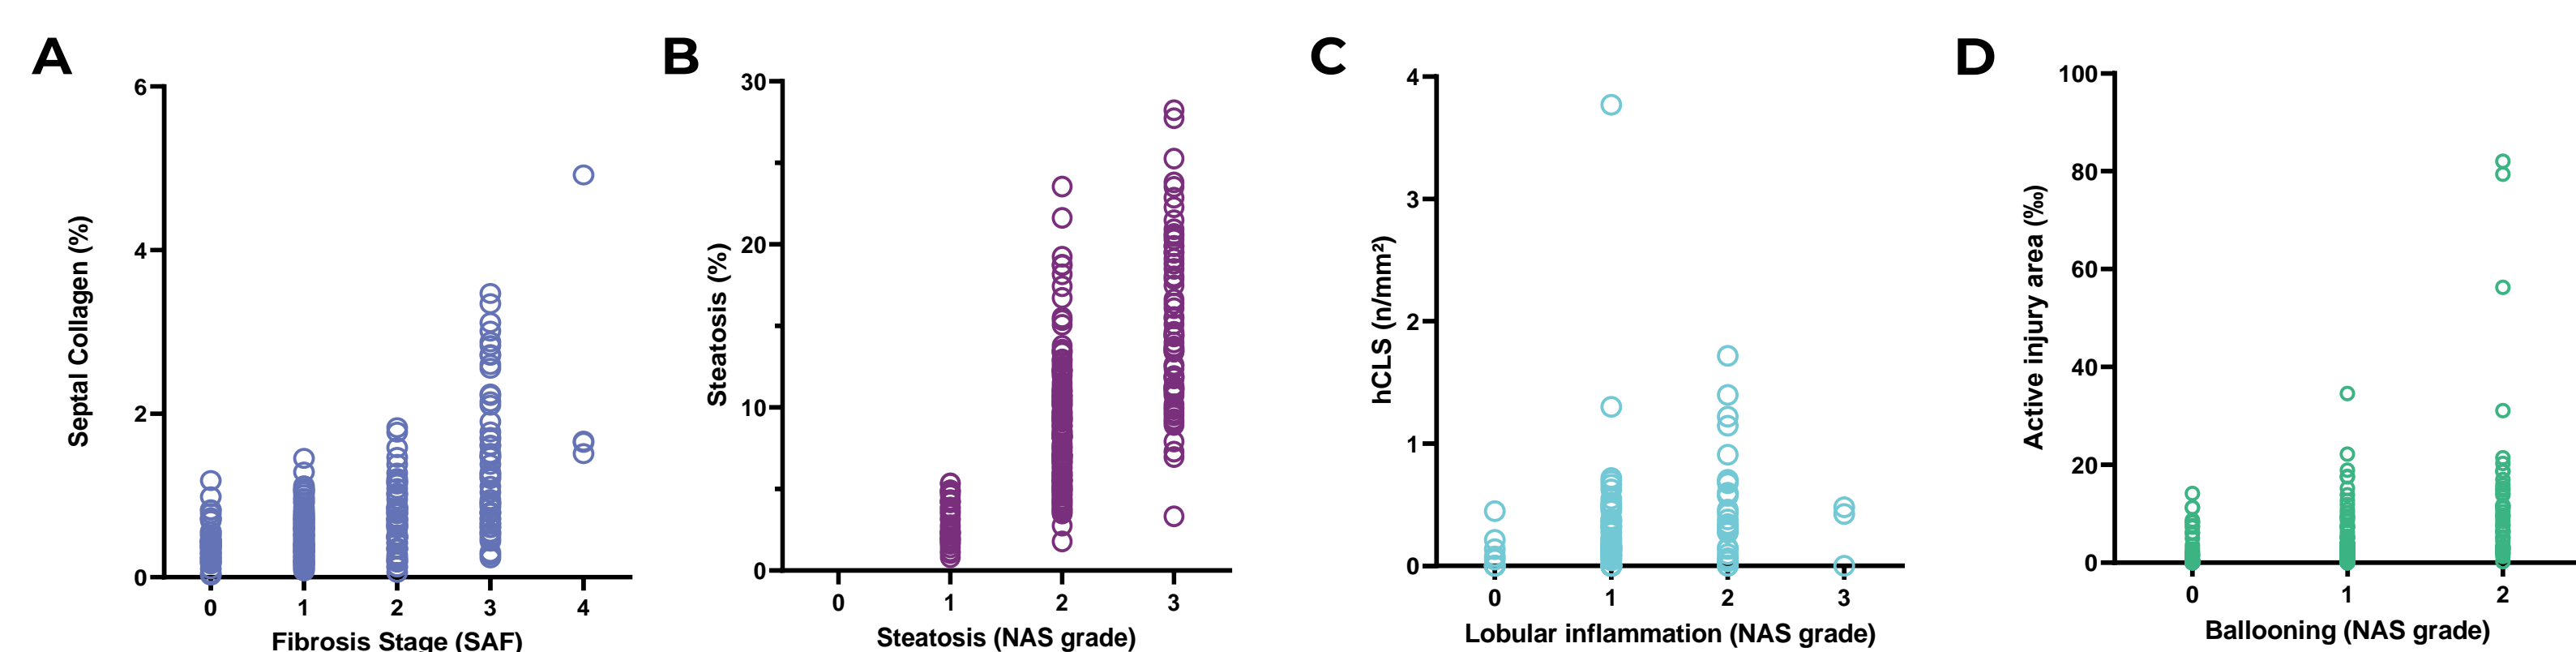 A
Septal Collagen (%)
6
4
2
0
0 1 2 3 4
Fibrosis Stage (SAF)
B
Steatosis (%)
30
20
10
0
0 1 2 3
Steatosis (NAS grade)
C
hCLS (n/mm²)
4
3
2
1
0
0 1 2 3
Lobular inflammation (NAS grade)
D
Active injury area (‰)
100
80
60
40
20
0
0 1 2
Ballooning (NAS grade)